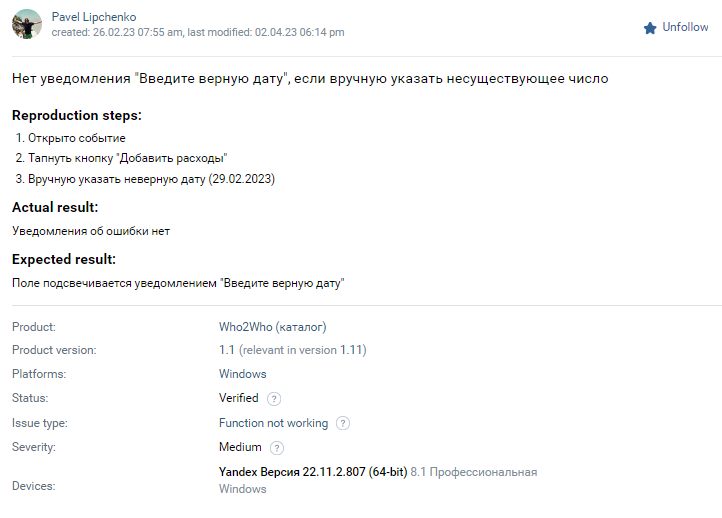 Pavel Lipchenko
created: 26.02.23 07:55 am, last modified: 02.04.23 06:14 pm
Unfollow
Нет уведомления "Введите верную дату", если вручную указать несуществующее число
Reproduction steps:
1. Открыто событие
2. Тапнуть кнопку "Добавить расходы"
3. Вручную указать неверную дату (29.02.2023)
Actual result:
Уведомления об ошибки нет
Expected result:
Поле подсвечивается уведомлением "Введите верную дату"
Product: Who2Who (каталог)
Product version: 1.1 (relevant in version 1.11)
Platforms: Windows
Status: Verified ?
Issue type: Function not working ?
Severity: Medium ?
Devices: Yandex Версия 22.11.2.807 (64-bit) 8.1 Профессиональная
Windows